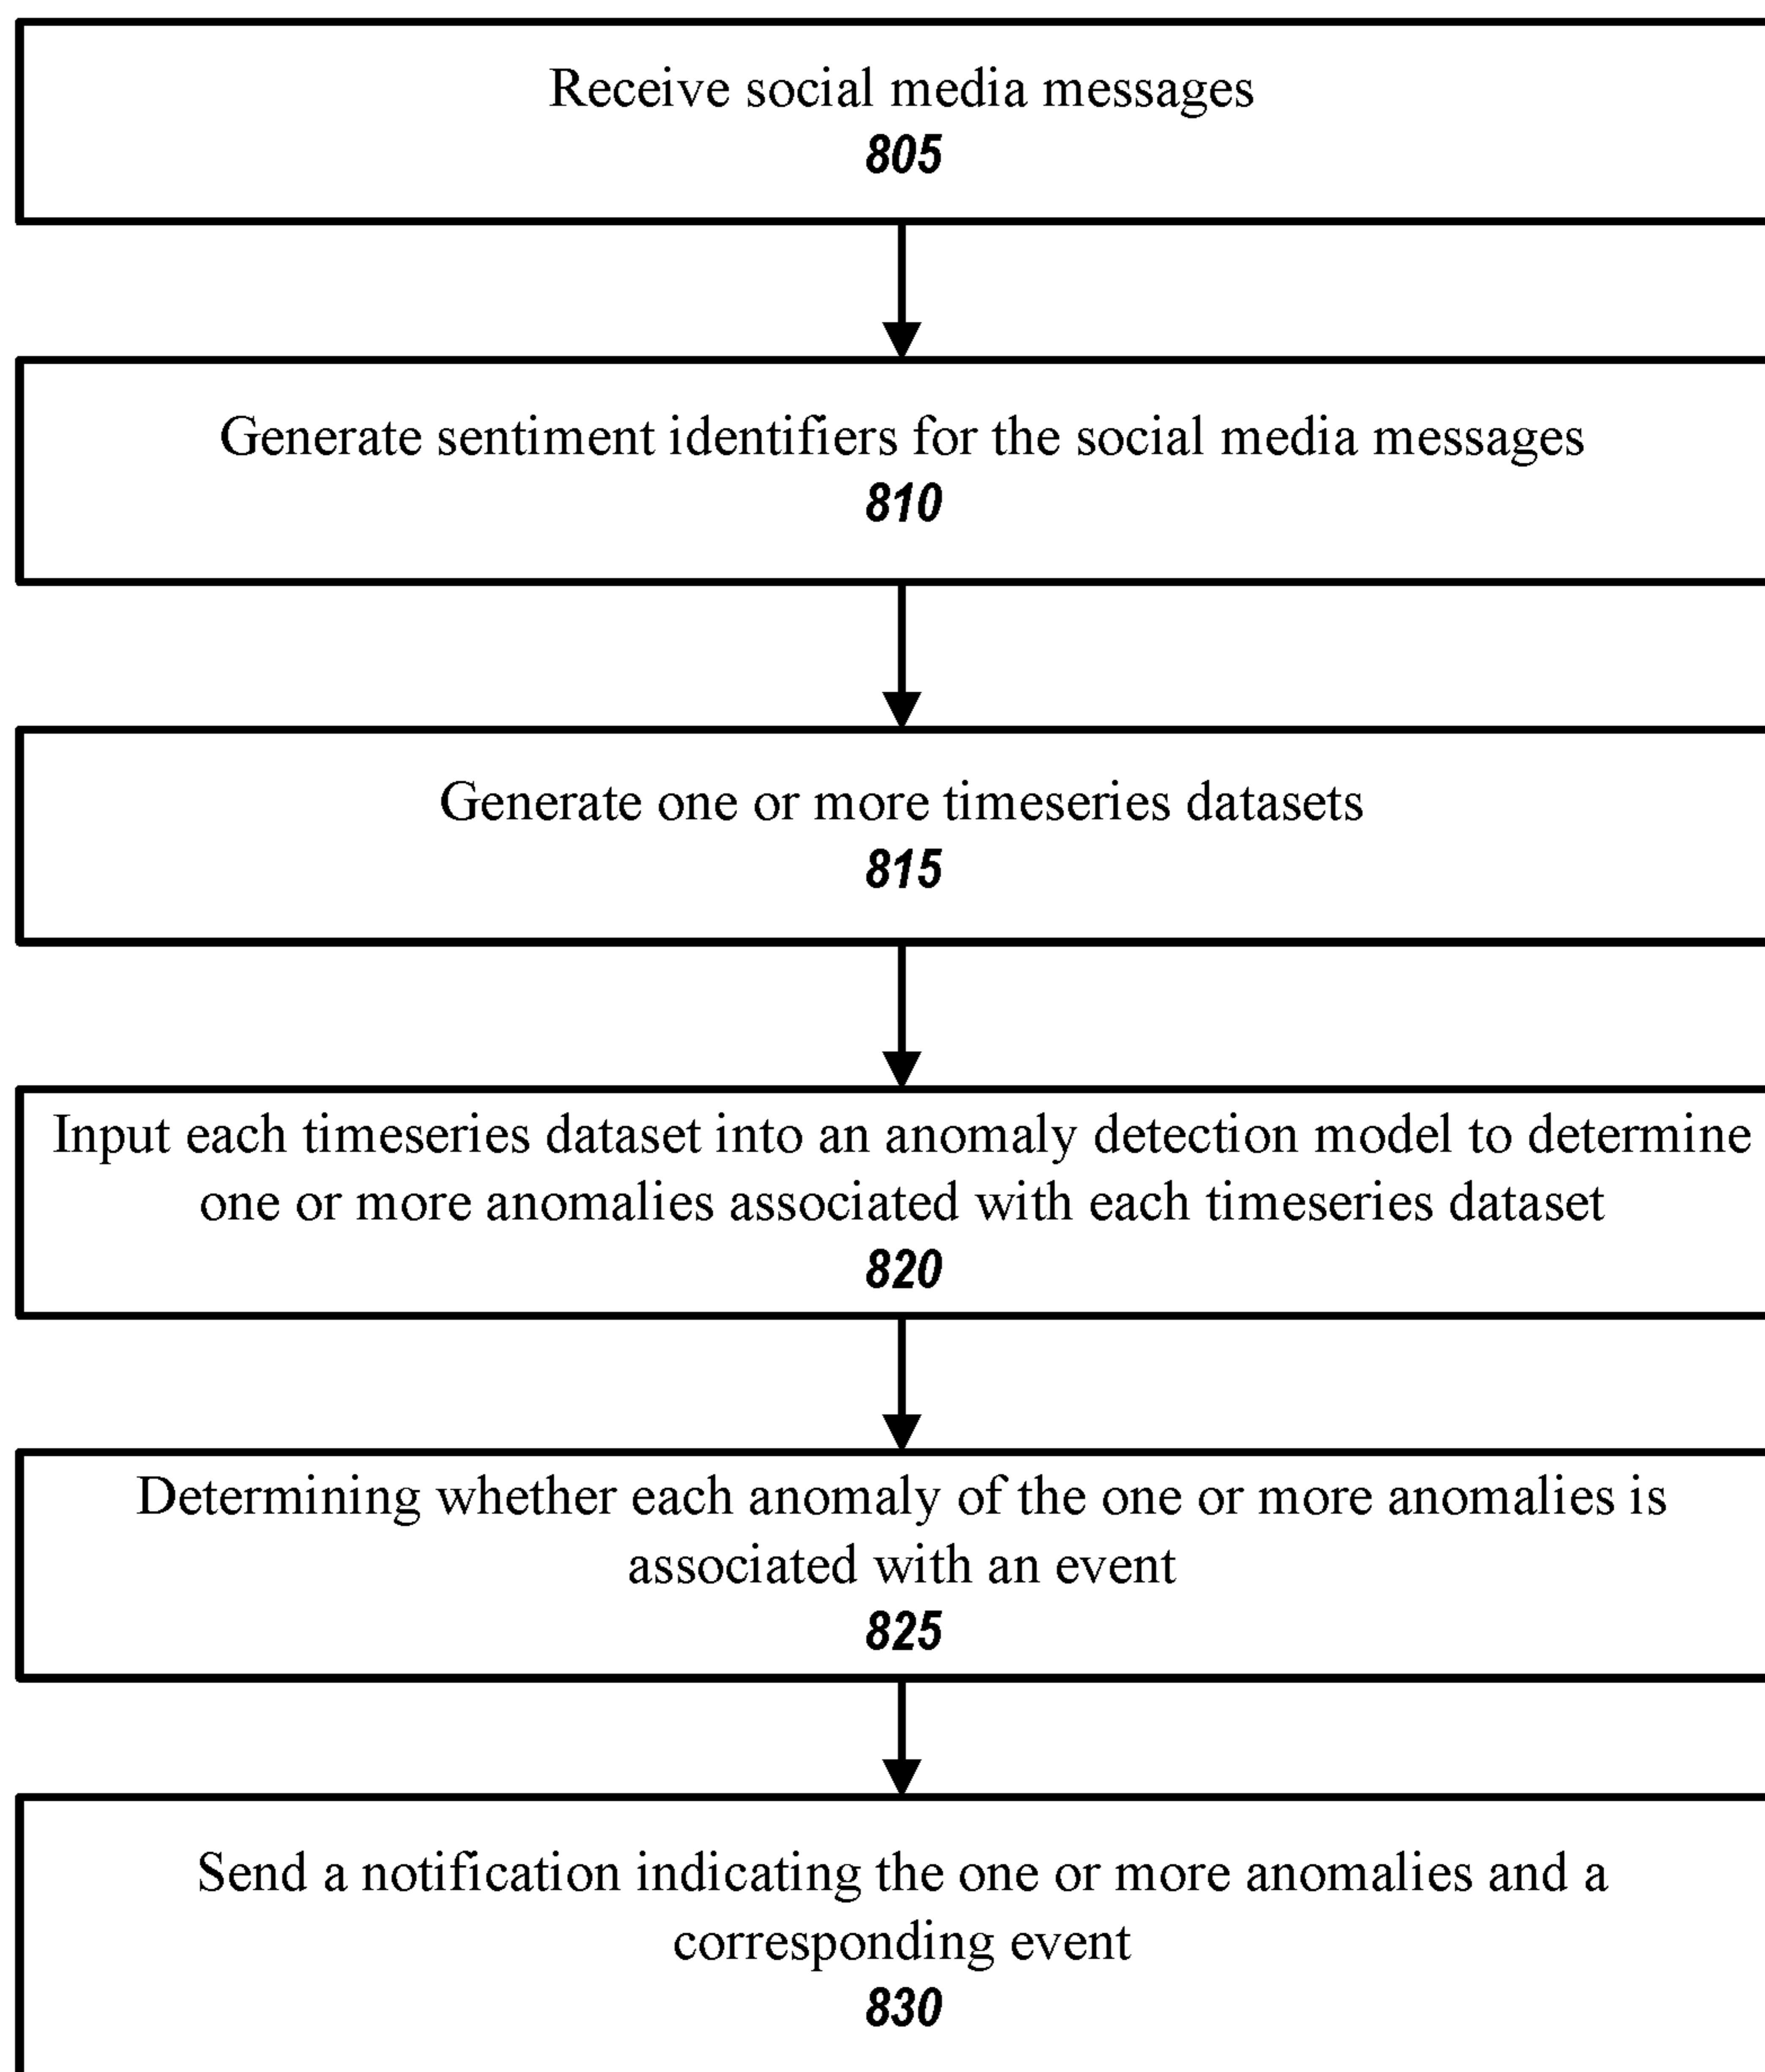 Receive social media messages
805
Generate sentiment identifiers for the social media messages
810
Generate one or more timeseries datasets
815
Input each timeseries dataset into an anomaly detection model to determine
one or more anomalies associated with each timeseries dataset
820
Determining whether each anomaly of the one or more anomalies is
associated with an event
825
Send a notification indicating the one or more anomalies and a
corresponding event
830